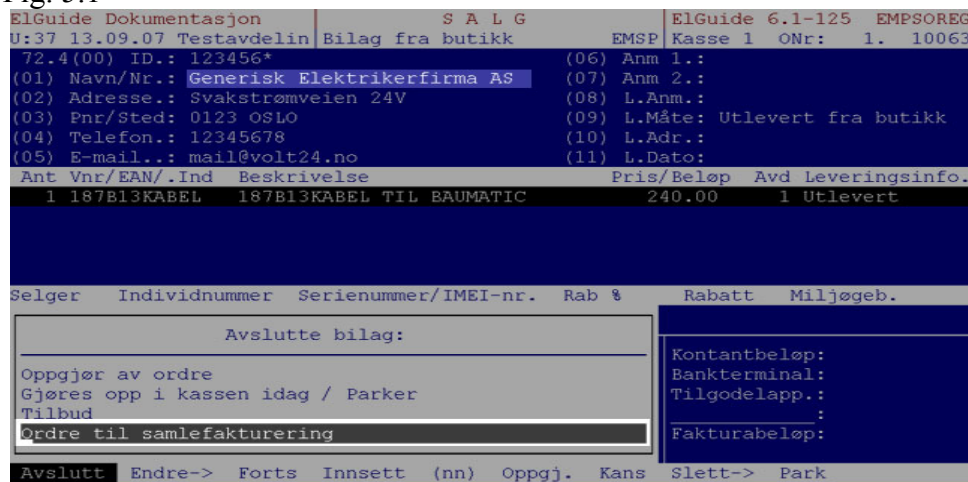 Fig. 3.1
ElGuide Dokumentasjon S A L G ElGuide 6.1-125 EMPSOREG
U:37 13.09.07 Testavdelin Bilag fra butikk EMSP Kasse 1 ONr: 1. 10063
72.4(00) ID.: 123456* (06) Anm 1.:
(01) Navn/Nr.: Generisk Elektrikerfirma AS (07) Anm 2.:
(02) Adresse.: Svakstrømveien 24V (08) L.Anm.:
(03) Pnr/Sted: 0123 OSLO (09) L.Måte: Utlevert fra butikk
(04) Telefon.: 12345678 (10) L.Adr.:
(05) E-mail..: mail@volt24.no (11) L.Dato:
Ant Vnr/EAN/.Ind Beskrivelse Pris/Beløp Avd Leveringsinfo.
1 187B13KABEL 187B13KABEL TIL BAUMATIC 240.00 1 Utlevert
Selger Individnummer Serienummer/IMEI-nr. Rab % Rabatt Miljøgeb.
Avslutte bilag:
Oppgjør av ordre
Gjøres opp i kassen idag / Parker
Tilbud
Ordre til samlefakturering
Kontantbeløp:
Bankterminal:
Tilgodelapp.:
__________:
Fakturabeløp:
Avslutt Endre-> Forts Innsett (nn) Oppgj. Kans Slett-> Park